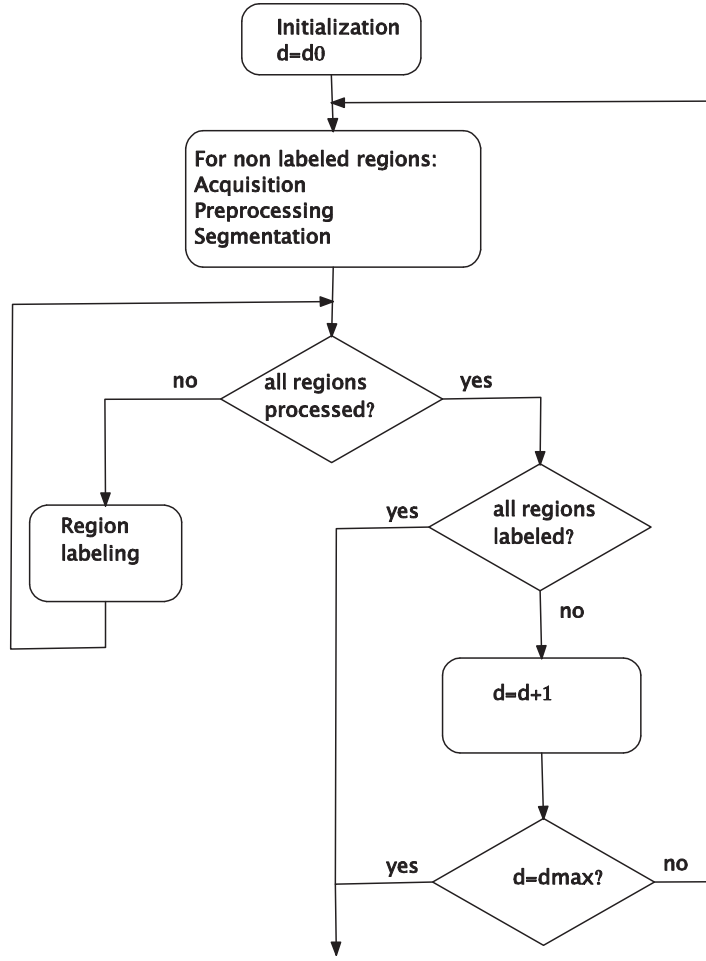 Initialization
d=d0
For non labeled regions:
Acquisition
Preprocessing
Segmentation
no
all regions
processed?
yes
Region
labeling
yes
all regions
labeled?
no
d=d+1
yes
d=dmax?
no